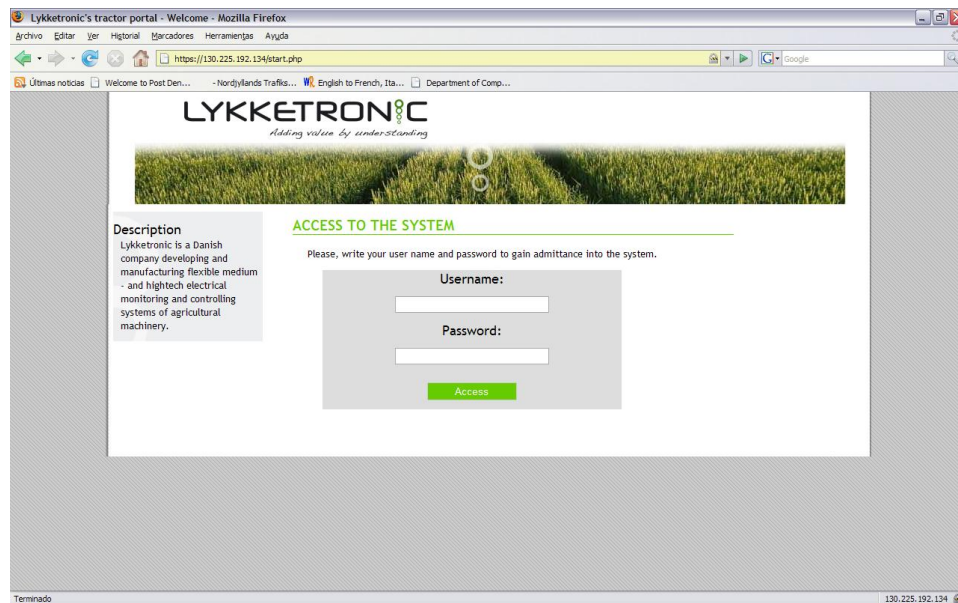 Lykketronic's tractor portal - Welcome - Mozilla Firefox
Archivo Editar Ver Historial Marcadores Herramientas Ayuda
https://130.225.192.134/start.php
G Google
Últimas noticias Welcome to Post Den... - Nordjyllands Trafiks... English to French, Ita... Department of Comp...
LYKKETRONIC
Adding value by understanding
Description
Lykketronic is a Danish
company developing and
manufacturing flexible medium
- and hightech electrical
monitoring and controlling
systems of agricultural
machinery.
ACCESS TO THE SYSTEM
Please, write your user name and password to gain admittance into the system.
Username:
Password:
Access
Terminado
130.225.192.134